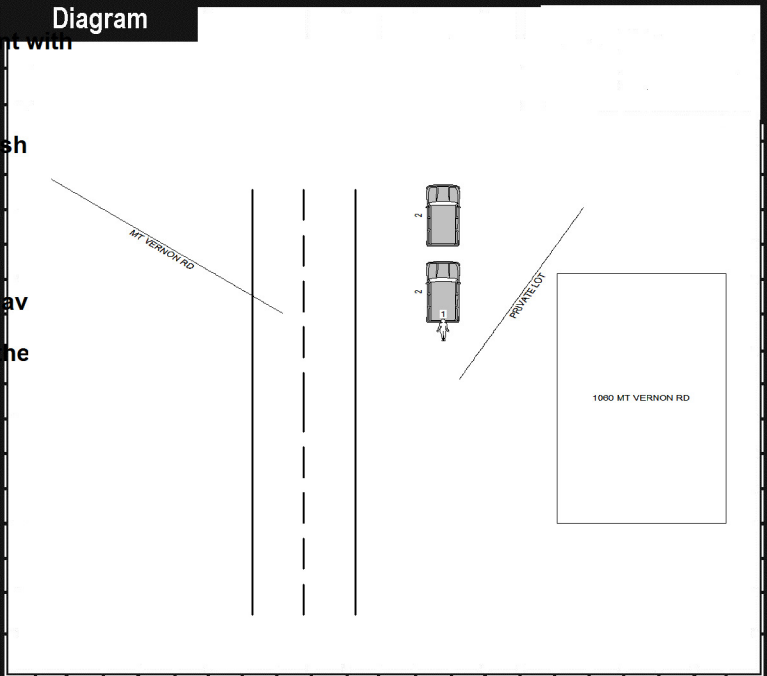 Diagram
nt with
sh
MT VERNON RD
2
2
PRIVATE LOT
av
1
he
1060 MT VERNON RD